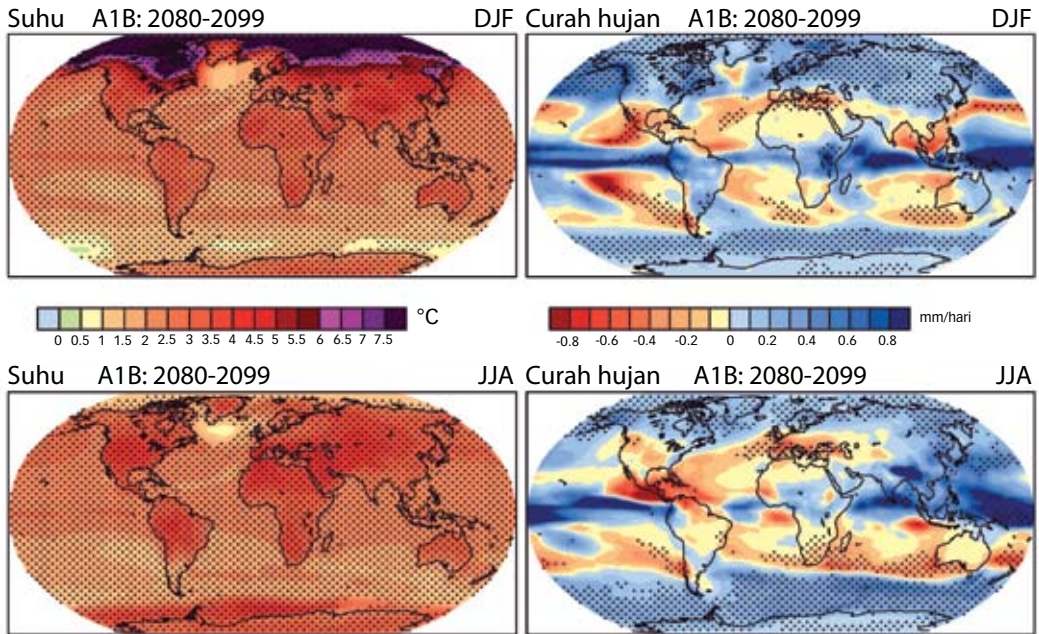 Suhu A1B: 2080-2099 DJF
Curah hujan A1B: 2080-2099 DJF
0 0.5 1 1.5 2 2.5 3 3.5 4 4.5 5 5.5 6 6.5 7 7.5 °C
-0.8 -0.6 -0.4 -0.2 0 0.2 0.4 0.6 0.8 mm/hari
Suhu A1B: 2080-2099 JJA
Curah hujan A1B: 2080-2099 JJA